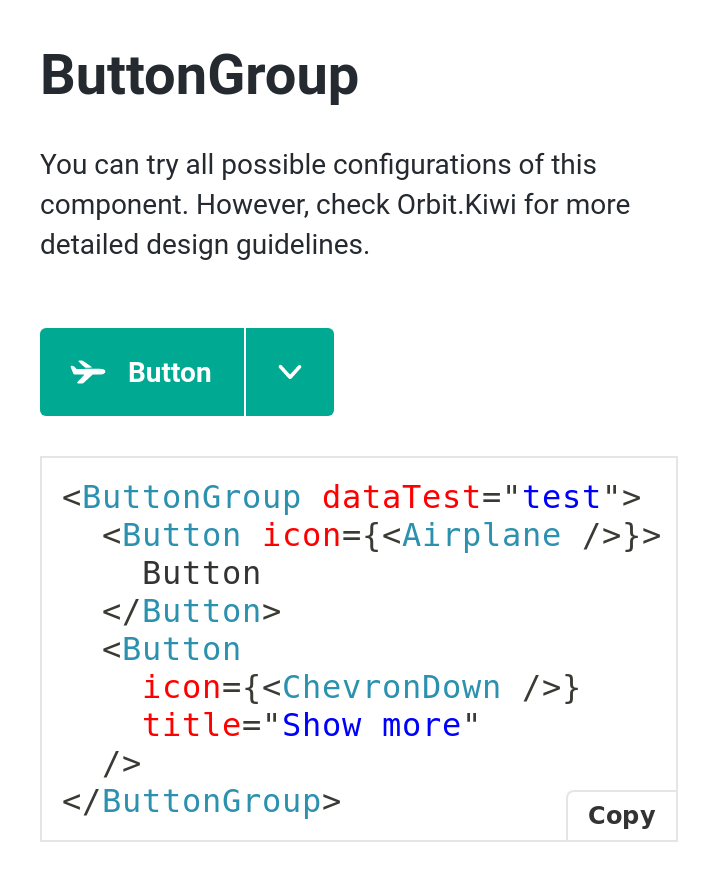 ButtonGroup
You can try all possible configurations of this
component. However, check Orbit.Kiwi for more
detailed design guidelines.
Button
<ButtonGroup dataTest="test">
  <Button icon={<Airplane />}>
    Button
  </Button>
  <Button
    icon={<ChevronDown />}
    title="Show more"
  />
</ButtonGroup>
Copy